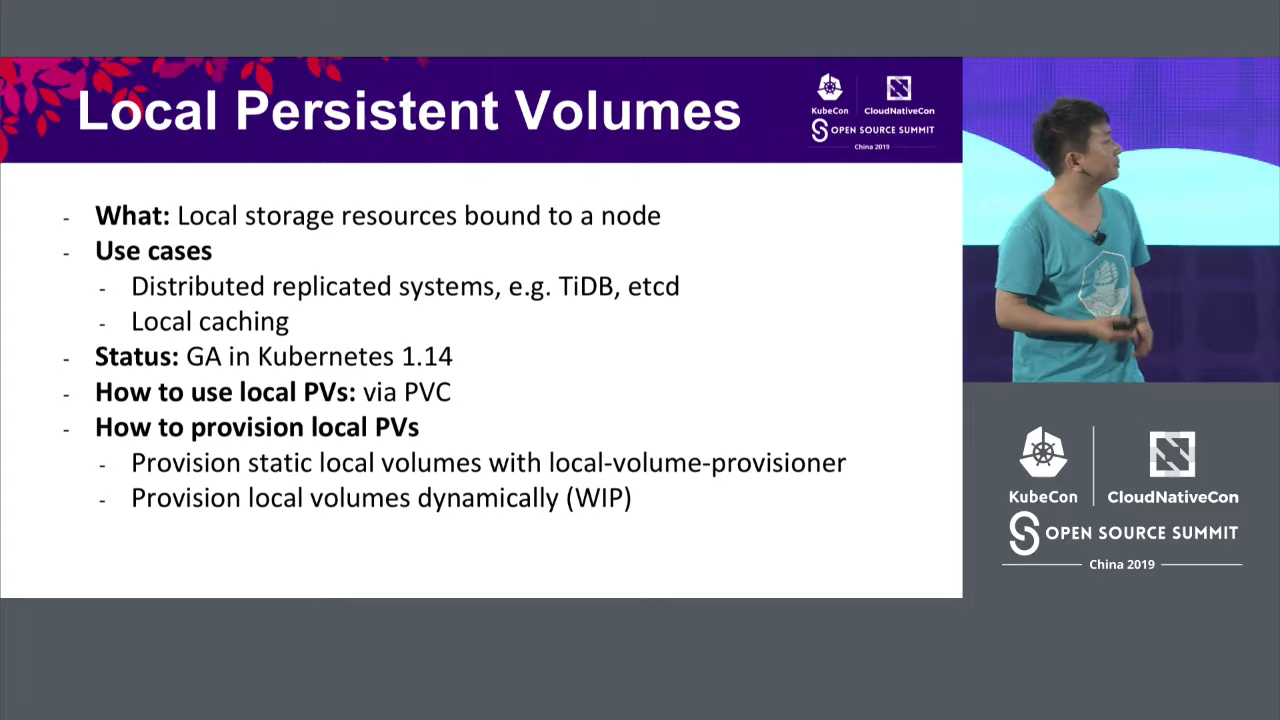 Local Persistent Volumes
KubeCon
CloudNativeCon
OPEN SOURCE SUMMIT
China 2019
- What: Local storage resources bound to a node
- Use cases
- Distributed replicated systems, e.g. TiDB, etcd
- Local caching
- Status: GA in Kubernetes 1.14
- How to use local PVs: via PVC
- How to provision local PVs
- Provision static local volumes with local-volume-provisioner
- Provision local volumes dynamically (WIP)
KubeCon
CloudNativeCon
OPEN SOURCE SUMMIT
China 2019